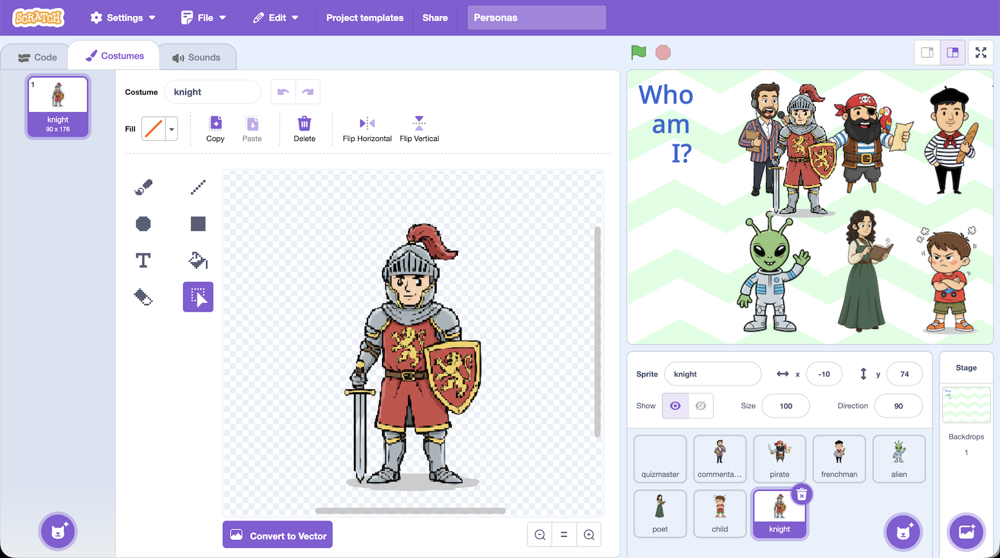 SCRATCH
Settings
File
Edit
Project templates
Share
Personas
Code
Costumes
Sounds
1
knight
90 x 176
Costume
knight
Fill
Copy
Paste
Delete
Flip Horizontal
Flip Vertical
T
Convert to Vector
Who
am
I?
Sprite
knight
x
-10
y
74
Show
Size
100
Direction
90
quizmaster
commenta...
pirate
frenchman
alien
poet
child
knight
Stage
Who
am
I?
Backdrops
1